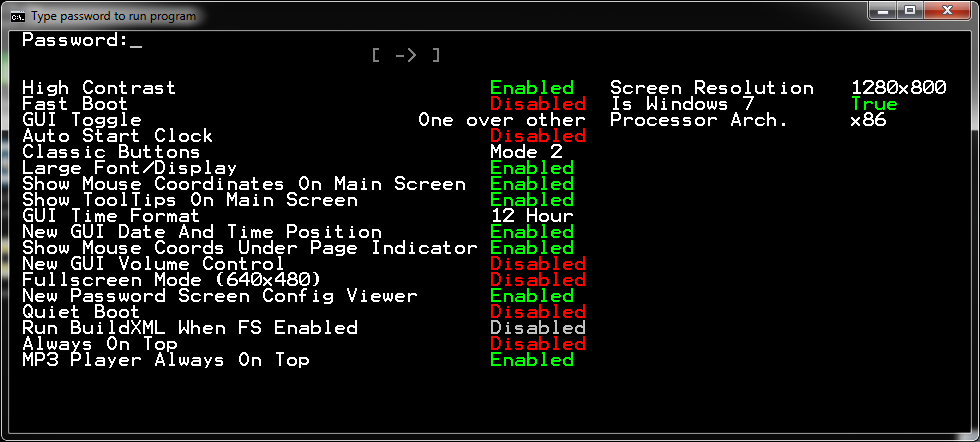 Type password to run program
Password:_
[ -> ]
High Contrast Enabled Screen Resolution 1280x800
Fast Boot Disabled Is Windows 7 True
GUI Toggle One over other Processor Arch. x86
Auto Start Clock Disabled
Classic Buttons Mode 2
Large Font/Display Enabled
Show Mouse Coordinates On Main Screen Enabled
Show ToolTips On Main Screen Enabled
GUI Time Format 12 Hour
New GUI Date And Time Position Enabled
Show Mouse Coords Under Page Indicator Enabled
New GUI Volume Control Disabled
Fullscreen Mode (640x480) Disabled
New Password Screen Config Viewer Enabled
Quiet Boot Disabled
Run BuildXML When FS Enabled Disabled
Always On Top Disabled
MP3 Player Always On Top Enabled